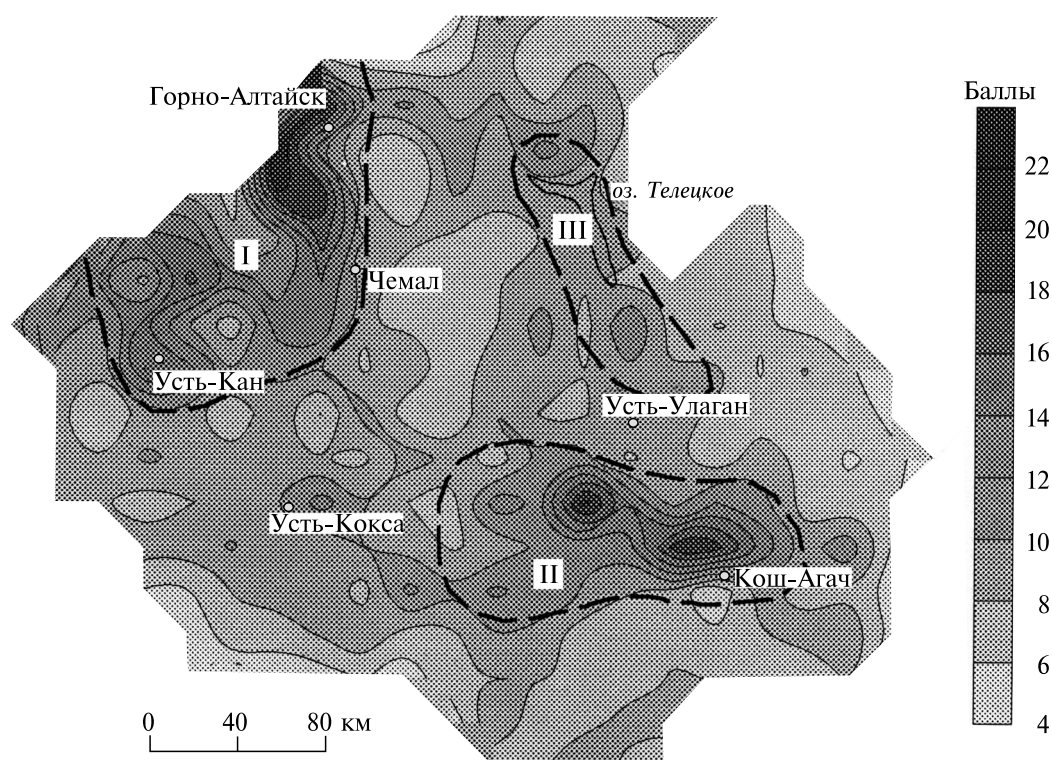 Баллы
Горно-Алтайск
22
оз. Телецкое
20
III
I
18
Чемал
16
Усть-Кан
14
Усть-Улаган
12
Усть-Кокса
10
II
Кош-Агач
8
6
0 40 80 км
4